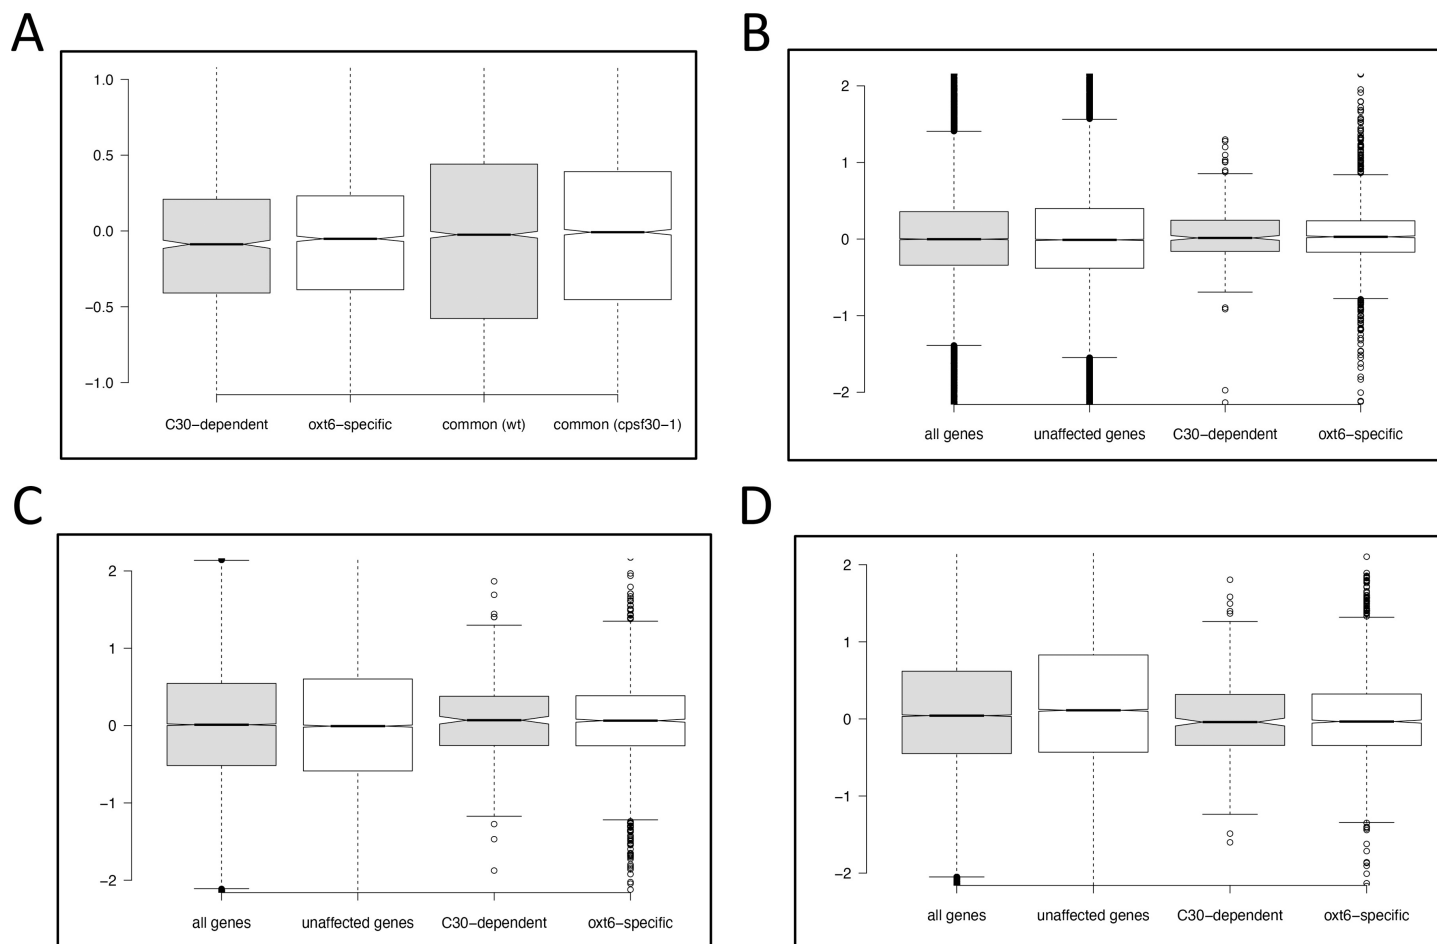 A
1.0
0.5
0.0
−0.5
−1.0
C30−dependent oxt6−specific common (wt) common (cpsf30−1)
B
2
1
0
−1
−2
all genes unaffected genes C30−dependent oxt6−specific
C
2
1
0
−1
−2
all genes unaffected genes C30−dependent oxt6−specific
D
2
1
0
−1
−2
all genes unaffected genes C30−dependent oxt6−specific